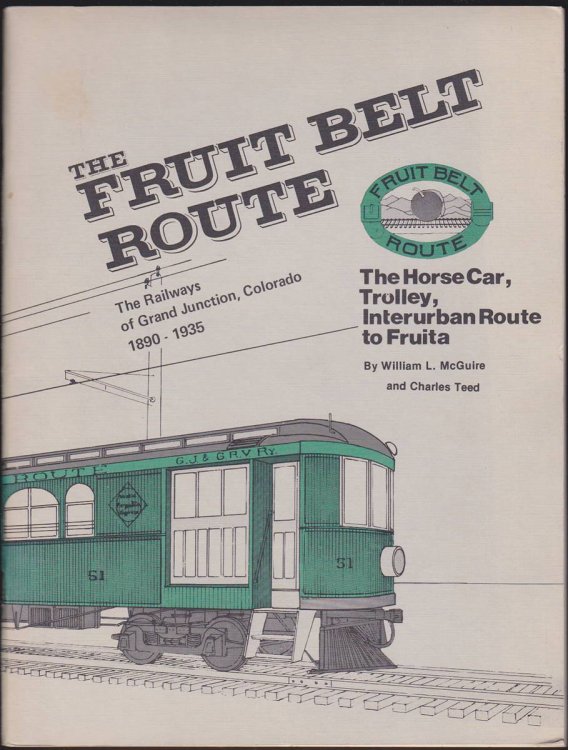 THE
FRUIT BELT
ROUTE
FRUIT BELT
ROUTE
The Railways
of Grand Junction, Colorado
1890 - 1935
The Horse Car,
Trolley,
Interurban Route
to Fruita
By William L. McGuire
and Charles Teed
ROUTE
G.J. & G.R.V. RY.
51
51